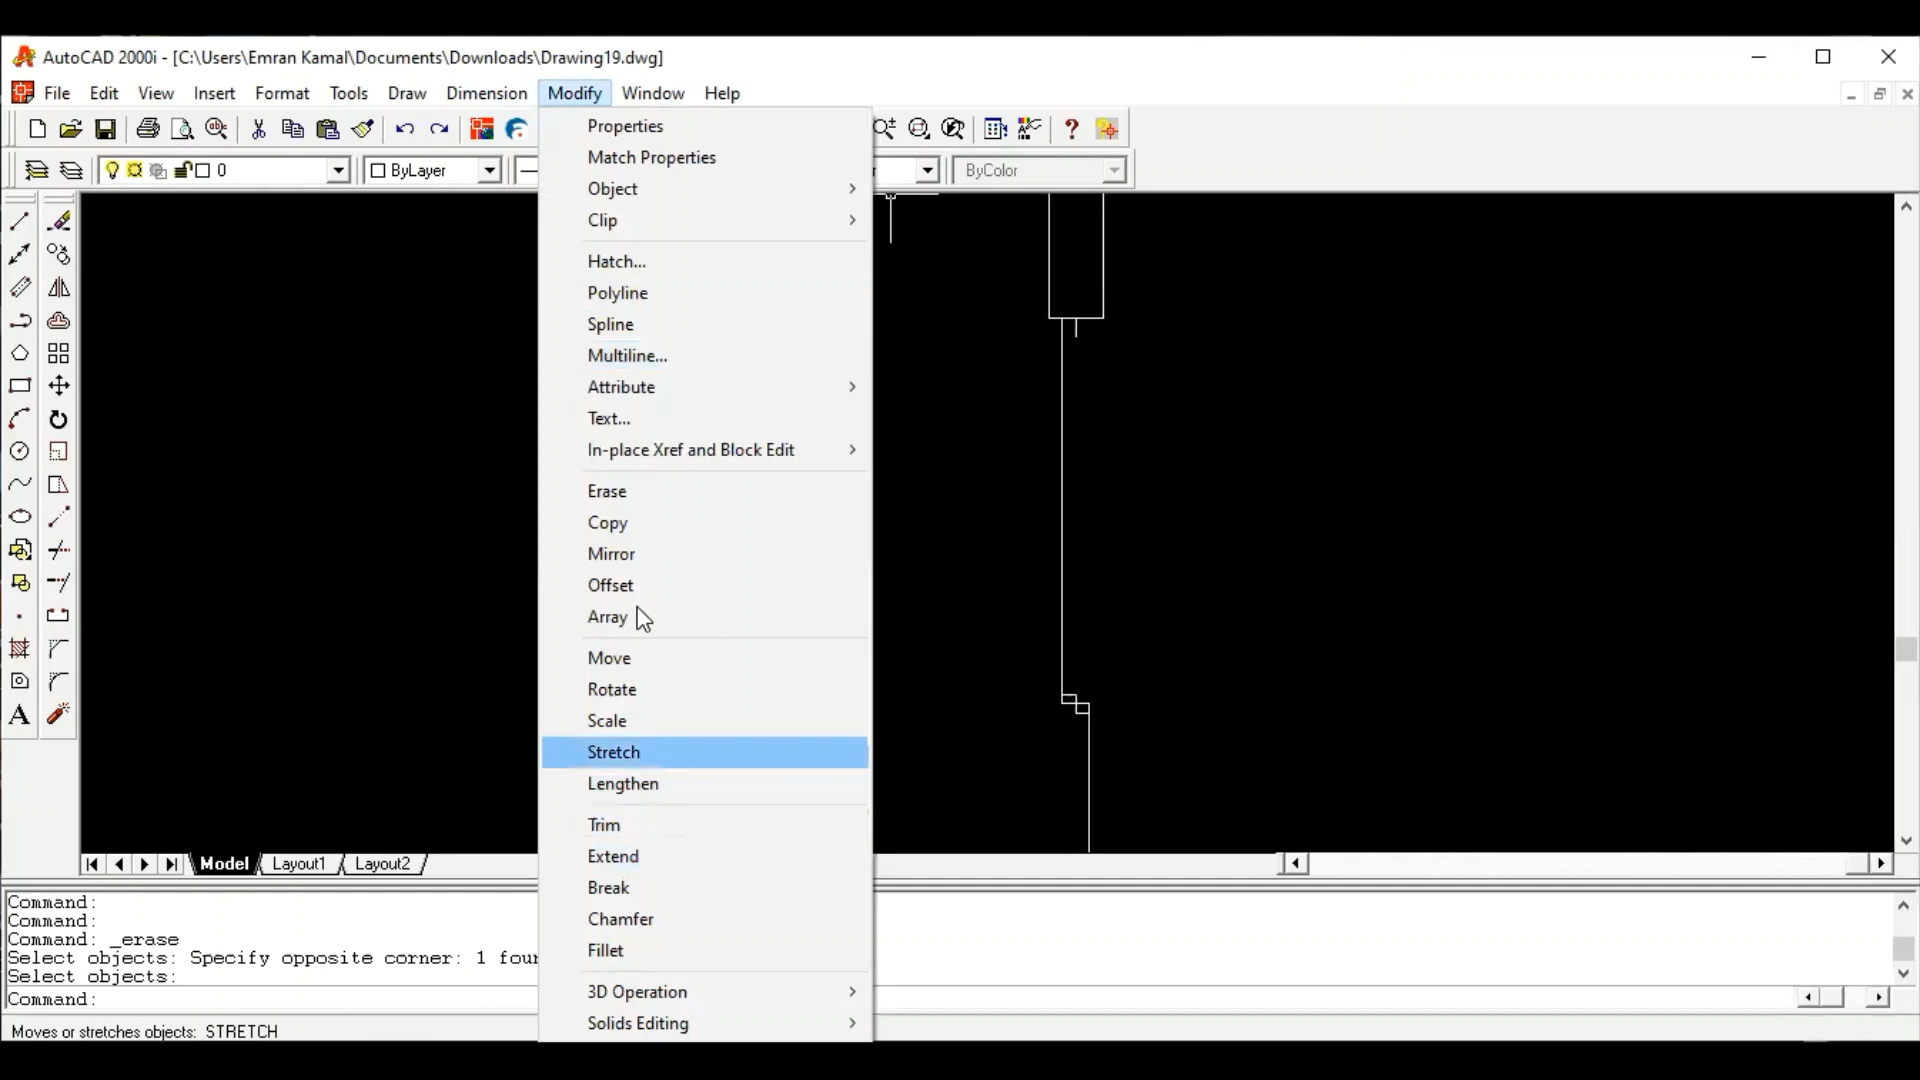 AutoCAD 2000i - [C:\Users\Emran Kamal\Documents\Downloads\Drawing19.dwg]
File Edit View Insert Format Tools Draw Dimension Modify Window Help
0 ByLayer ByColor
Properties
Match Properties
Object
Clip
Hatch...
Polyline
Spline
Multiline...
Attribute
Text...
In-place Xref and Block Edit
Erase
Copy
Mirror
Offset
Array
Move
Rotate
Scale
Stretch
Lengthen
Trim
Extend
Break
Chamfer
Fillet
3D Operation
Solids Editing
A
Model Layout1 Layout2
Command:
Command:
Command: _erase
Select objects: Specify opposite corner: 1
Select objects:
Command:
Moves or stretches objects: STRETCH